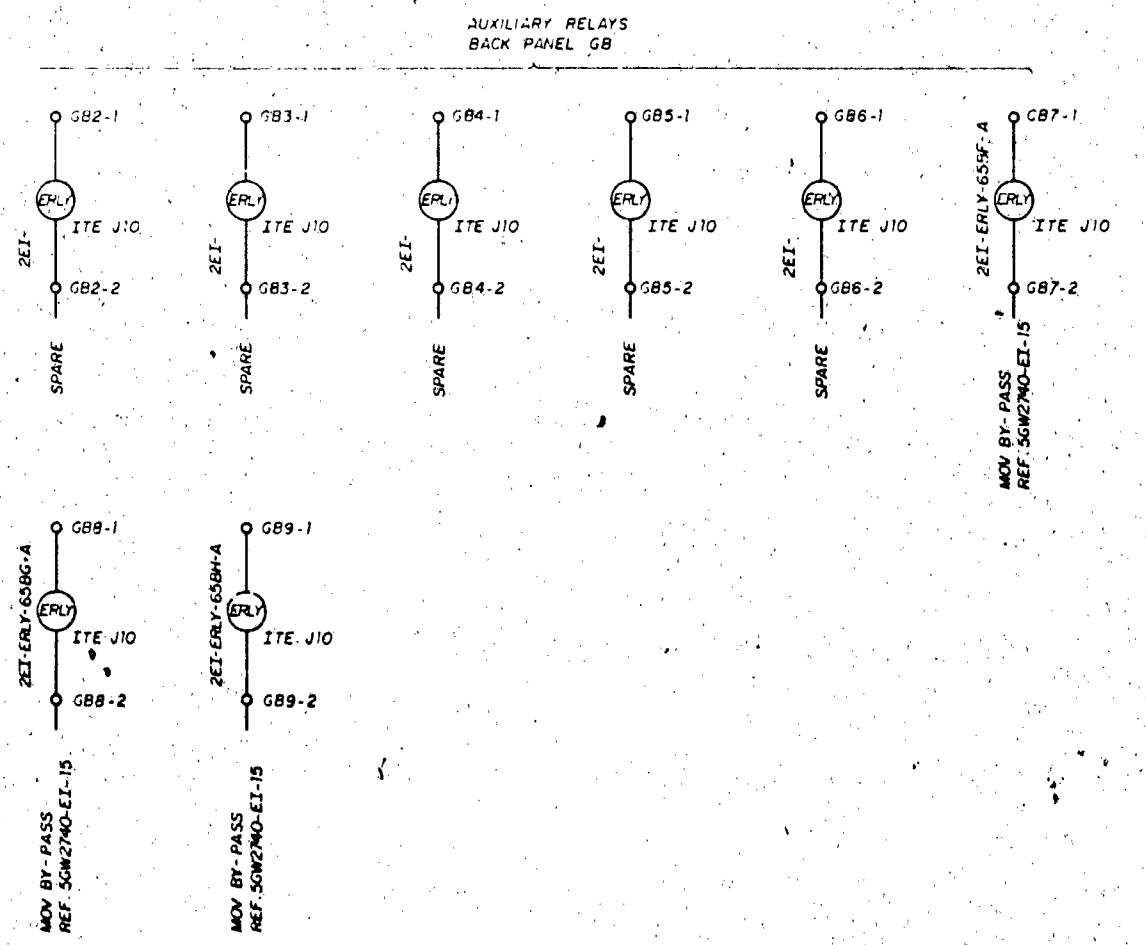 AUXILIARY RELAYS
BACK PANEL GB
GB2-1
ERLY
ITE J10
2EI-
GB2-2
SPARE
GB3-1
ERLY
ITE J10
2EI-
GB3-2
SPARE
GB4-1
ERLY
ITE J10
2EI-
GB4-2
SPARE
GB5-1
ERLY
ITE J10
2EI-
GB5-2
SPARE
GB6-1
ERLY
ITE J10
2EI-
GB6-2
SPARE
GB7-1
ERLY
ITE J10
GB7-2
MOV BY-PASS
REF. 5GW2740-EI-15
GB8-1
2EI-ERLY-658G-A
ERLY
ITE J10
GB8-2
MOV BY-PASS
REF. 5GW2740-EI-15
GB9-1
2EI-ERLY-658H-A
ERLY
ITE J10
GB9-2
MOV BY-PASS
REF. 5GW2740-EI-15